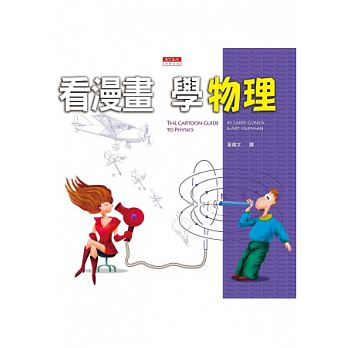 看漫畫 學物理
THE CARTOON GUIDE
TO PHYSICS
BY LARRY GONICK
& ART HUFFMAN
葉偉文 譯